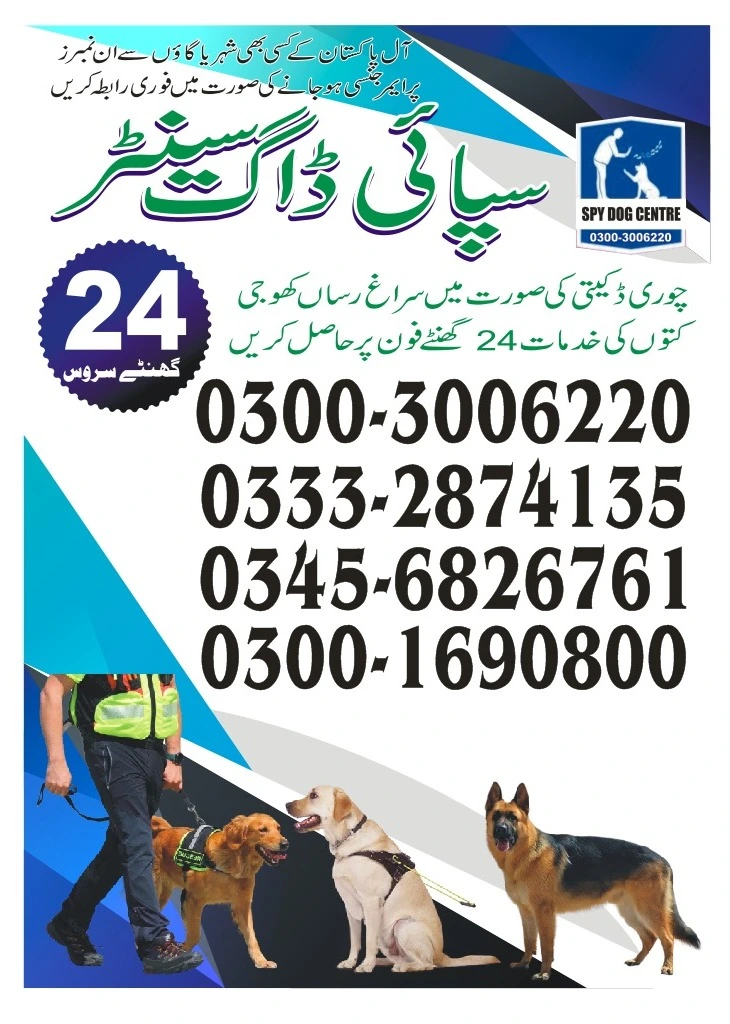 آل پاکستان کے کسی بھی شہر یا گاؤں سے ان نمبرز
پر ایمرجنسی ہو جانے کی صورت میں فوری رابطہ کریں
سپائی ڈاگ سینٹر
SPY DOG CENTRE
0300-3006220
24
گھنٹے سروس
چوری ڈکیتی کی صورت میں سراغ رساں کھوجی
کتوں کی خدمات 24 گھنٹے فون پر حاصل کریں
0300-3006220
0333-2874135
0345-6826761
0300-1690800